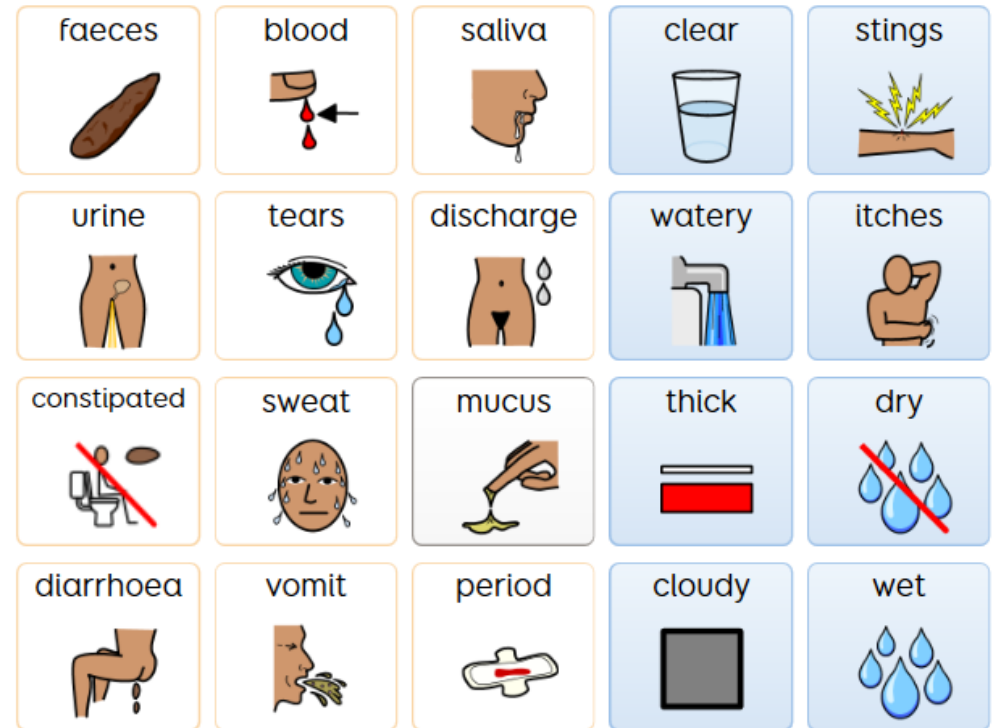 faeces
blood
saliva
clear
stings
urine
tears
discharge
watery
itches
constipated
sweat
mucus
thick
dry
diarrhoea
vomit
period
cloudy
wet